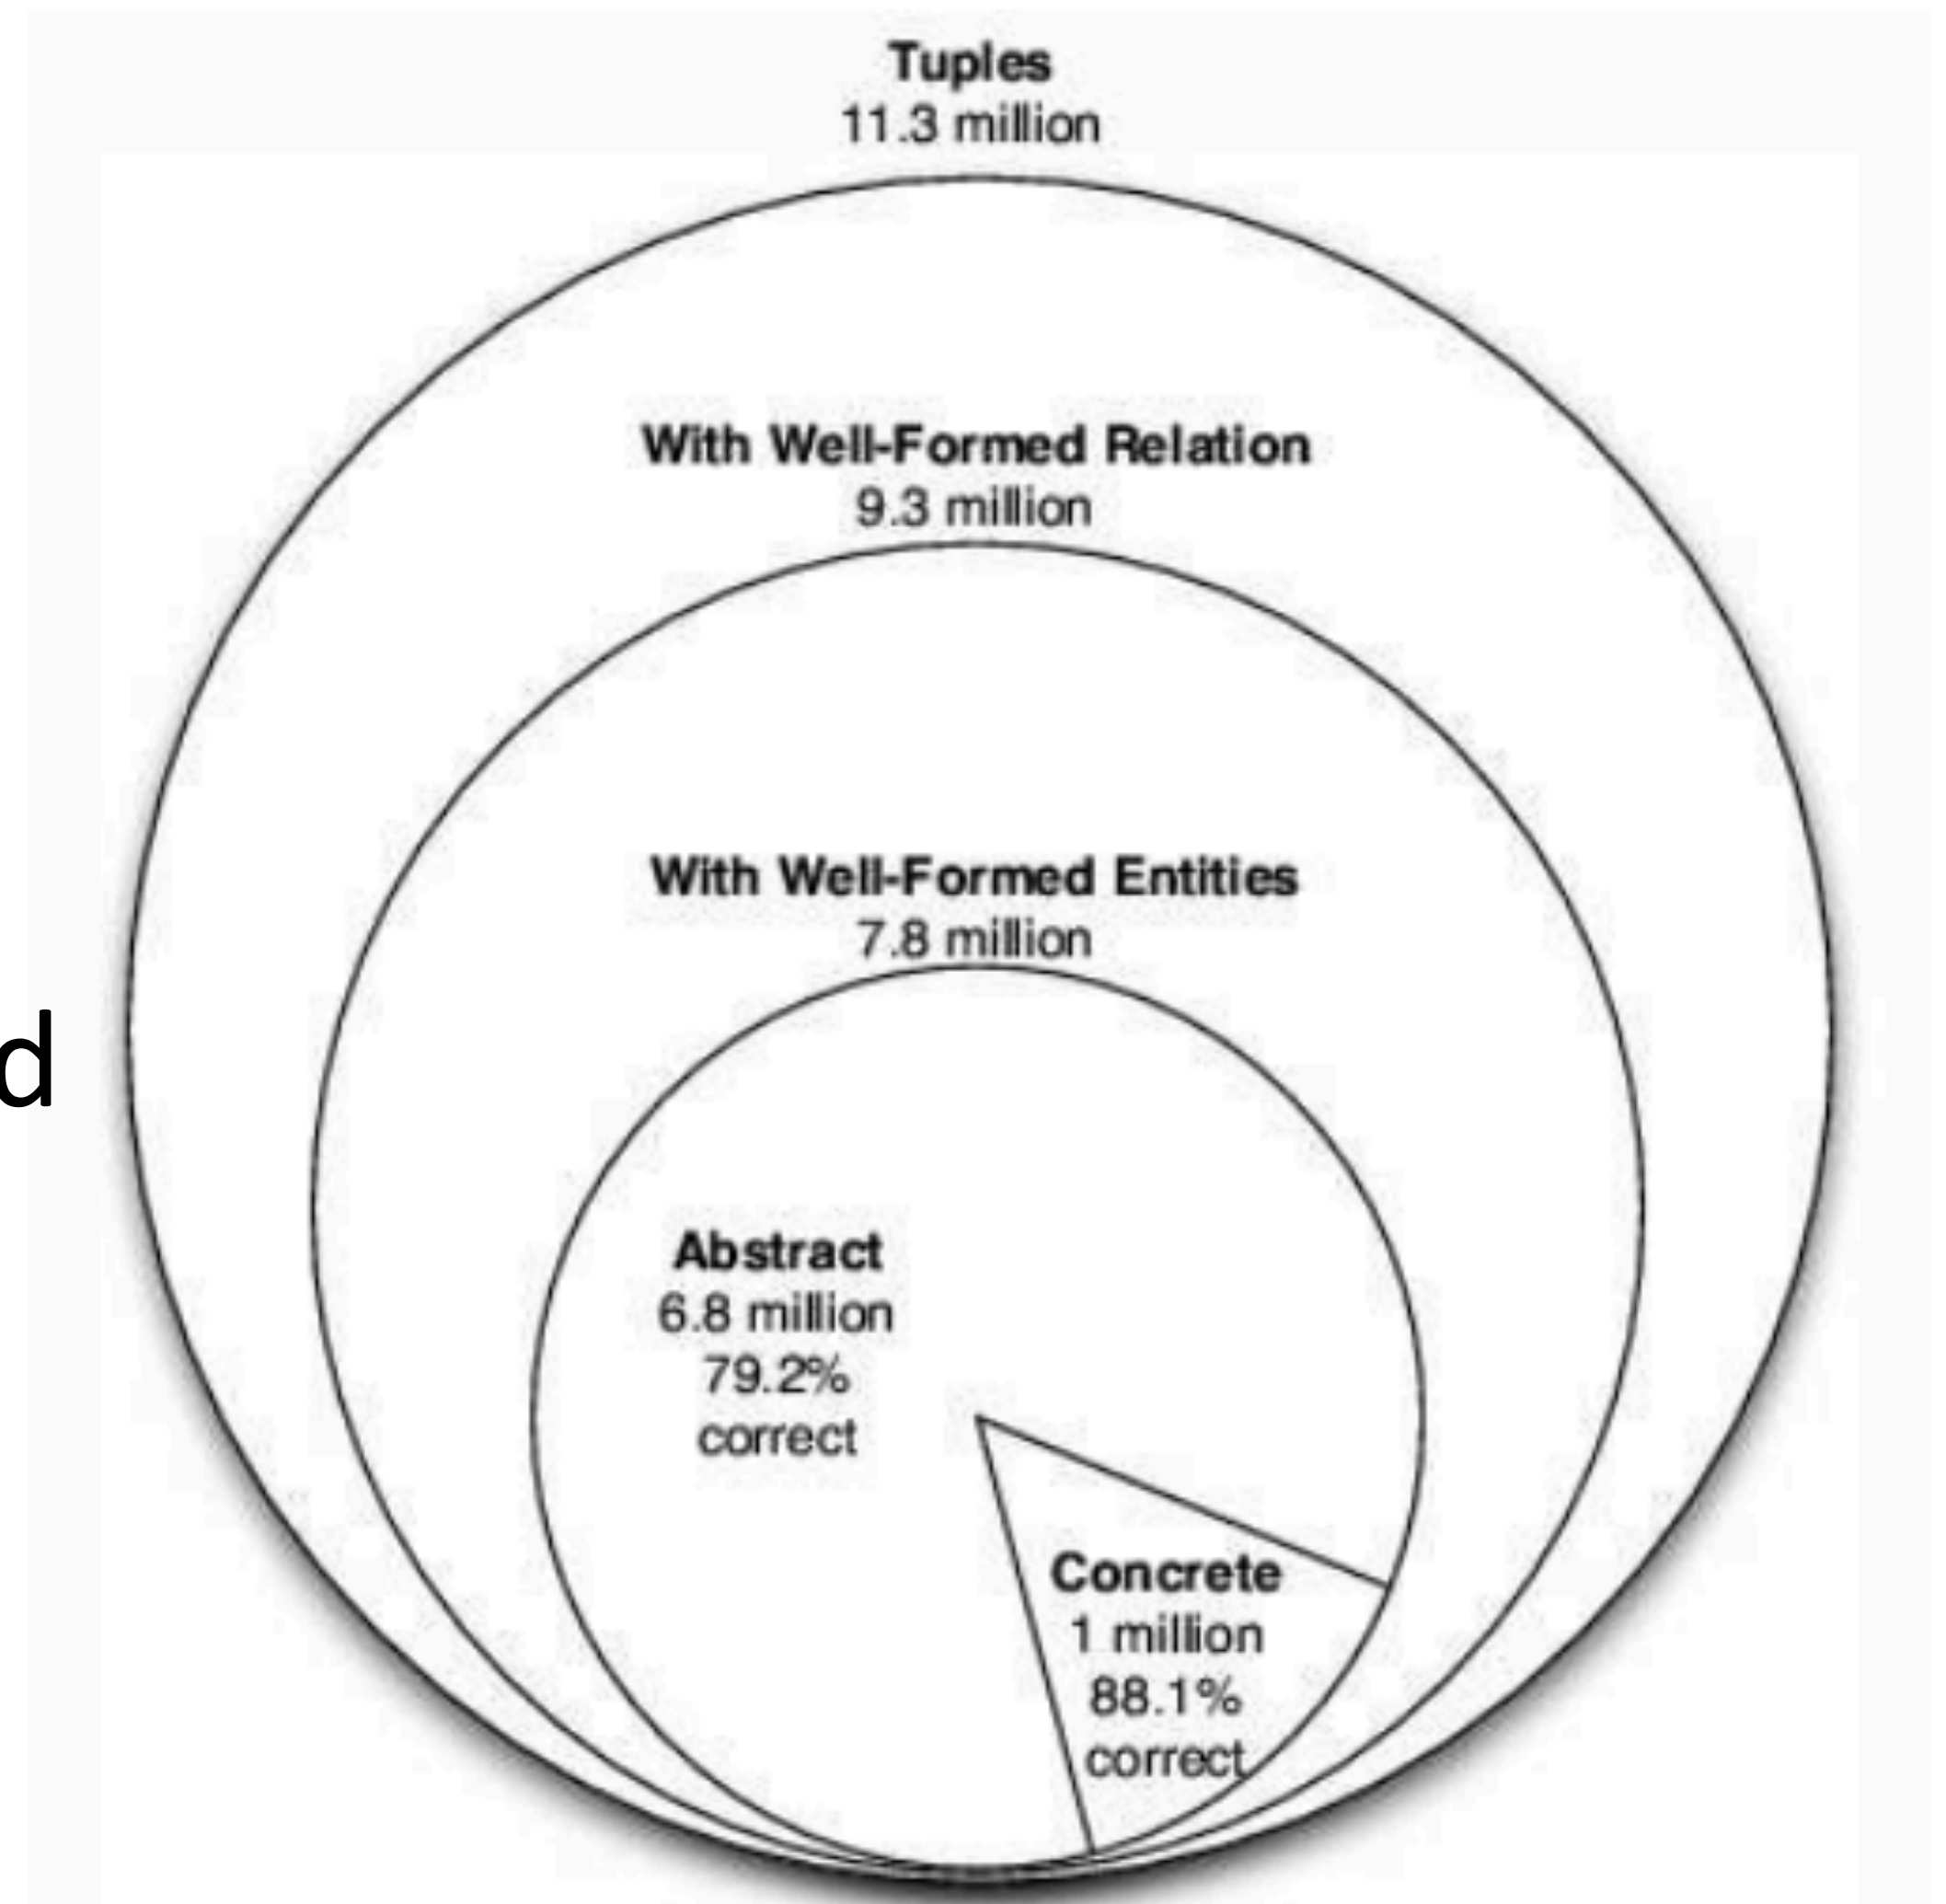 Tuples
11.3 million
With Well-Formed Relation
9.3 million
With Well-Formed Entities
7.8 million
d
Abstract
6.8 million
79.2%
correct
Concrete
1 million
88.1%
correct